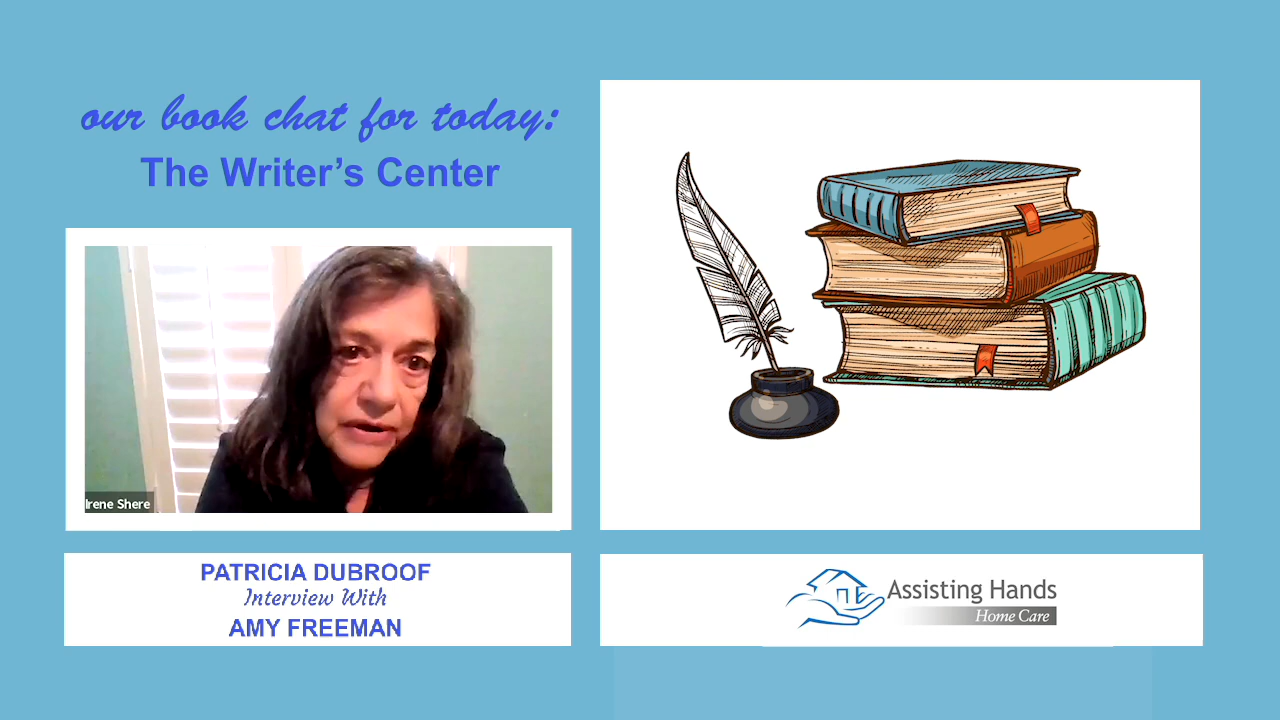 our book chat for today:
The Writer's Center
Irene Shere
PATRICIA DUBROOF
Interview With
AMY FREEMAN
Assisting Hands
Home Care